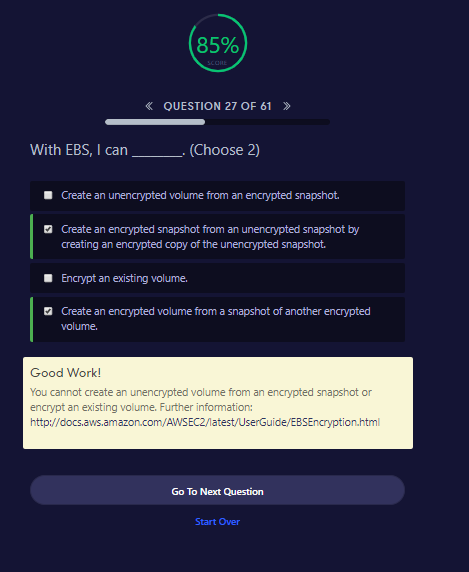 85%
SCORE
QUESTION 27 OF 61
With EBS, I can _______. (Choose 2)
Create an unencrypted volume from an encrypted snapshot.
Create an encrypted snapshot from an unencrypted snapshot by
creating an encrypted copy of the unencrypted snapshot.
Encrypt an existing volume.
Create an encrypted volume from a snapshot of another encrypted
volume.
Good Work!
You cannot create an unencrypted volume from an encrypted snapshot or
encrypt an existing volume. Further information:
http://docs.aws.amazon.com/AWSEC2/latest/UserGuide/EBSEncryption.html
Go To Next Question
Start Over